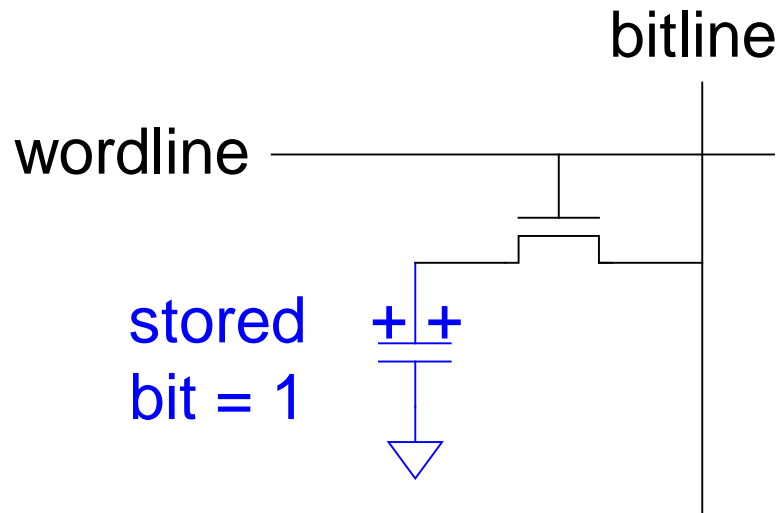 bitline
wordline
stored
+ +
bit = 1